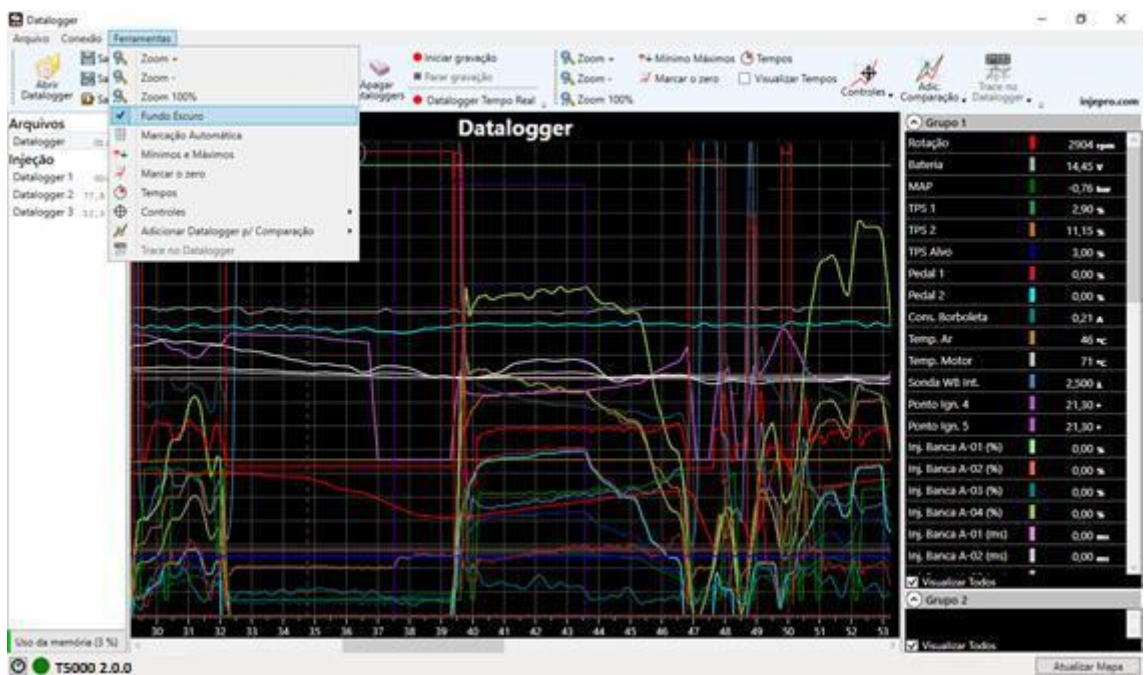 Datalogger
Arquivo Conexão Ferramentas
Abrir Datalogger
Sa
Sa
Sa
Zoom +
Zoom -
Zoom 100%
Fundo Escuro
Marcação Automática
Mínimos e Máximos
Marcar o zero
Tempos
Controles
Adicionar Datalogger p/ Comparação
Trace no Datalogger
Apagar
taloggers
Iniciar gravação
Parar gravação
Datalogger Tempo Real
Zoom +
Zoom -
Zoom 100%
Mínimo Máximos
Marcar o zero
Tempos
Visualizar Tempos
Controles
Adic. Comparação
Trace no Datalogger
injepro.com
Arquivos
Datalogger
Injeção
Datalogger 1
Datalogger 2
Datalogger 3
Datalogger
30 31 32 33 34 35 36 37 38 39 40 41 42 43 44 45 46 47 48 49 50 51 52 53
Grupo 1
Rotação 2904 rpm
Bateria 14,45 v
MAP -0,76 bar
TPS 1 2,90 %
TPS 2 11,15 %
TPS Alvo 3,00 %
Pedal 1 0,00 %
Pedal 2 0,00 %
Cons. Borboleta 0,21 A
Temp. Ar 46 ºC
Temp. Motor 71 ºC
Sonda WB Int. 2,500 λ
Ponto Ign. 4 21,30 °
Ponto Ign. 5 21,30 °
Inj. Banca A-01 (%) 0,00 %
Inj. Banca A-02 (%) 0,00 %
Inj. Banca A-03 (%) 0,00 %
Inj. Banca A-04 (%) 0,00 %
Inj. Banca A-01 (ms) 0,00 ms
Inj. Banca A-02 (ms) 0,00 ms
Visualizar Todos
Grupo 2
Visualizar Todos
Uso da memória (3 %)
T5000 2.0.0
Atualizar Mapa